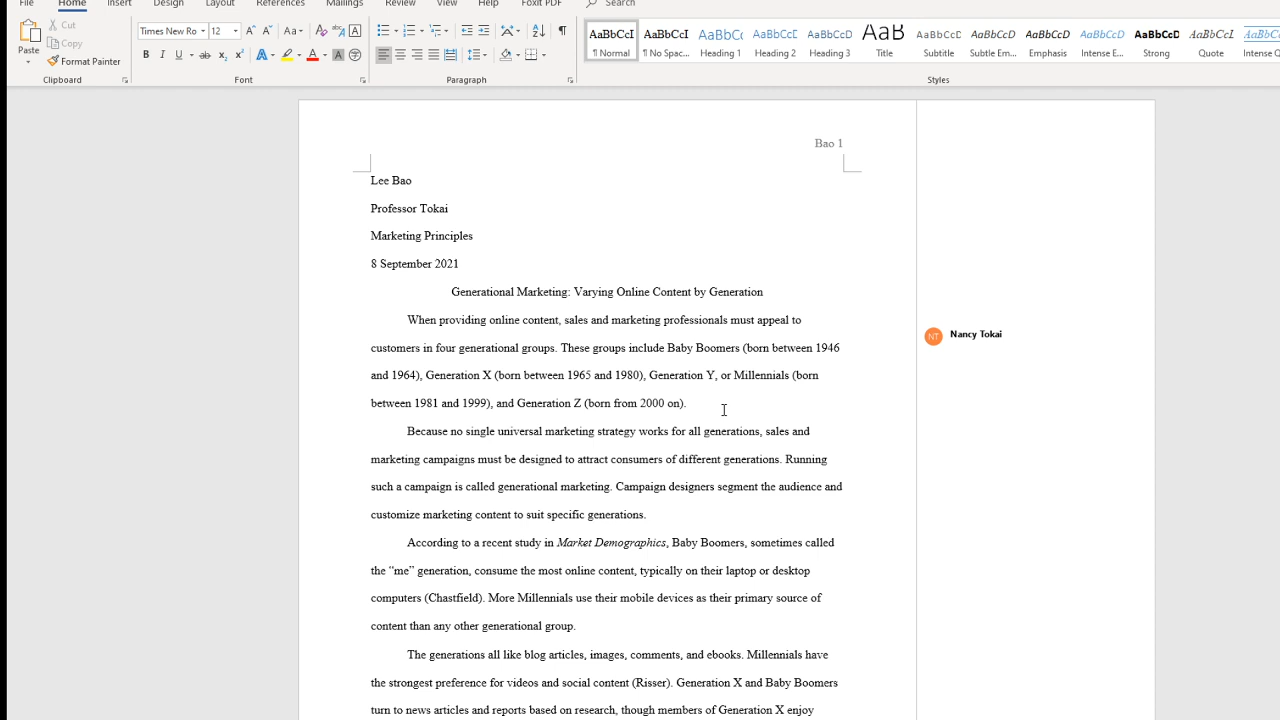 File Home Insert Design Layout References Mailings Review View Help Foxit PDF Search
Paste
Cut
Copy
Format Painter
Clipboard
Times New Ro 12
Font
Paragraph
AaBbCcI AaBbCcI AaBbC( AaBbCcI AaBbCcD AaB AaBbCcD AaBbCcD AaBbCcD AaBbCcD AaBbCcD AaBbCcI AaBbCc
¶ Normal ¶ No Spac... Heading 1 Heading 2 Heading 3 Title Subtitle Subtle Em... Emphasis Intense E... Strong Quote Intense Q
Styles
Bao 1
Lee Bao
Professor Tokai
Marketing Principles
8 September 2021
Generational Marketing: Varying Online Content by Generation
When providing online content, sales and marketing professionals must appeal to
customers in four generational groups. These groups include Baby Boomers (born between 1946
and 1964), Generation X (born between 1965 and 1980), Generation Y, or Millennials (born
between 1981 and 1999), and Generation Z (born from 2000 on).
Because no single universal marketing strategy works for all generations, sales and
marketing campaigns must be designed to attract consumers of different generations. Running
such a campaign is called generational marketing. Campaign designers segment the audience and
customize marketing content to suit specific generations.
According to a recent study in Market Demographics, Baby Boomers, sometimes called
the “me” generation, consume the most online content, typically on their laptop or desktop
computers (Chastfield). More Millennials use their mobile devices as their primary source of
content than any other generational group.
The generations all like blog articles, images, comments, and ebooks. Millennials have
the strongest preference for videos and social content (Risser). Generation X and Baby Boomers
turn to news articles and reports based on research, though members of Generation X enjoy
NT Nancy Tokai